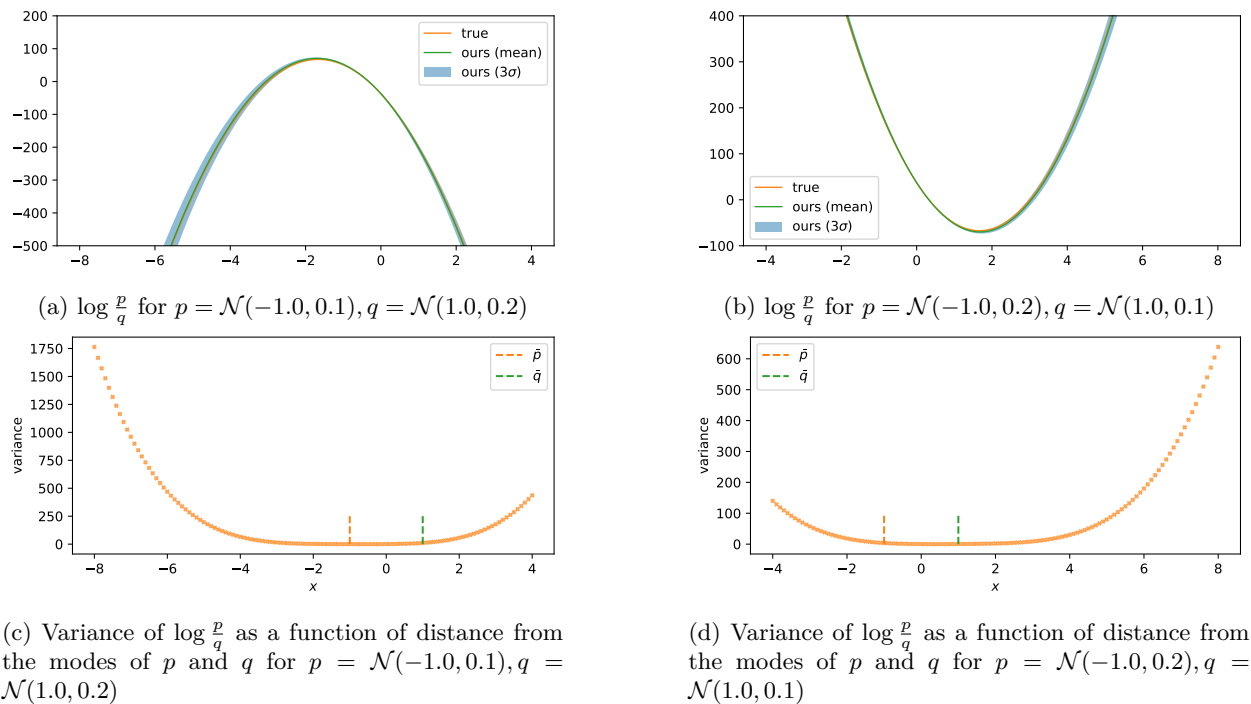 200
100
0
−100
−200
−300
−400
−500
−8 −6 −4 −2 0 2 4
true
ours (mean)
ours (3σ)
(a) log p/q for p = 𝒩(−1.0, 0.1), q = 𝒩(1.0, 0.2)
400
300
200
100
0
−100
−4 −2 0 2 4 6 8
true
ours (mean)
ours (3σ)
(b) log p/q for p = 𝒩(−1.0, 0.2), q = 𝒩(1.0, 0.1)
1750
1500
1250
1000
750
500
250
0
variance
−8 −6 −4 −2 0 2 4
x
p̄
q̄
(c) Variance of log p/q as a function of distance from
the modes of p and q for p = 𝒩(−1.0, 0.1), q =
𝒩(1.0, 0.2)
600
500
400
300
200
100
0
variance
−4 −2 0 2 4 6 8
x
p̄
q̄
(d) Variance of log p/q as a function of distance from
the modes of p and q for p = 𝒩(−1.0, 0.2), q =
𝒩(1.0, 0.1)